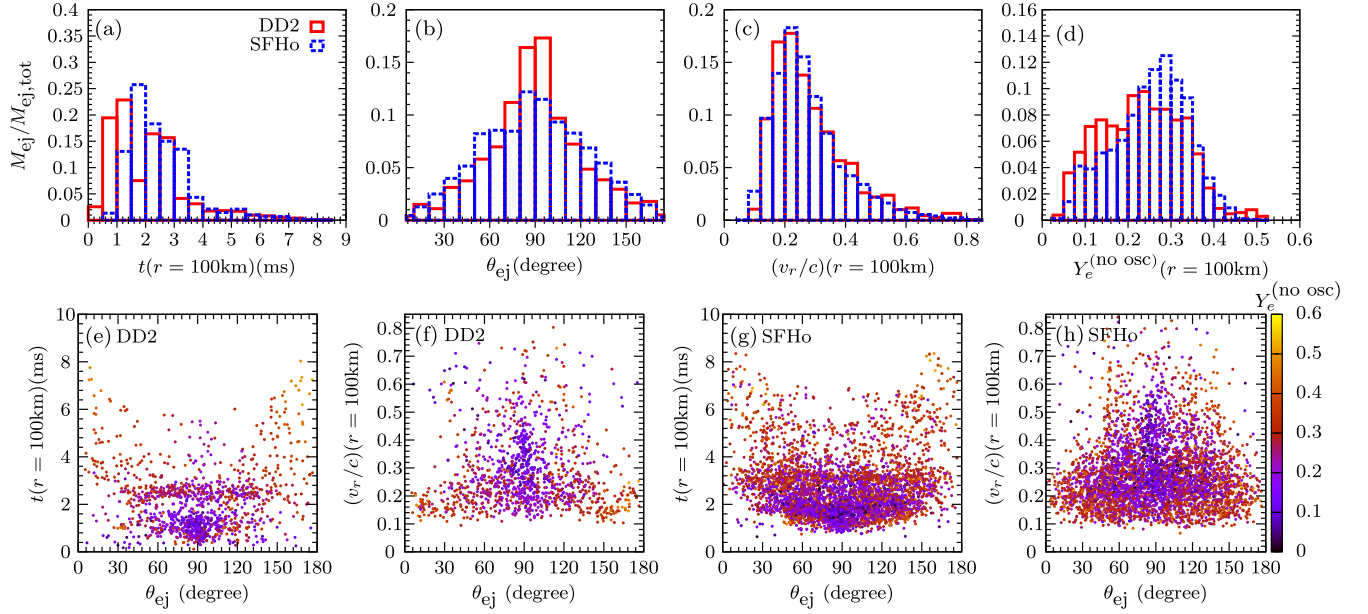 (a)
DD2
SFHo
M_ej/M_ej,tot
0.4
0.35
0.3
0.25
0.2
0.15
0.1
0.05
0
0 1 2 3 4 5 6 7 8 9
t(r = 100km)(ms)
(b)
0.2
0.15
0.1
0.05
0
30 60 90 120 150
θ_ej(degree)
(c)
0.2
0.15
0.1
0.05
0
0 0.2 0.4 0.6 0.8
(v_r/c)(r = 100km)
(d)
0.16
0.14
0.12
0.10
0.08
0.06
0.04
0.02
0
0 0.1 0.2 0.3 0.4 0.5 0.6
Y_e^(no osc)(r = 100km)
(e) DD2
t(r = 100km)(ms)
10
8
6
4
2
0
0 30 60 90 120 150 180
θ_ej (degree)
(f) DD2
(v_r/c)(r = 100km)
0.8
0.7
0.6
0.5
0.4
0.3
0.2
0.1
0
0 30 60 90 120 150 180
θ_ej (degree)
(g) SFHo
t(r = 100km)(ms)
10
8
6
4
2
0
0 30 60 90 120 150 180
θ_ej (degree)
(h) SFHo
(v_r/c)(r = 100km)
0.8
0.7
0.6
0.5
0.4
0.3
0.2
0.1
0
0 30 60 90 120 150 180
θ_ej (degree)
Y_e^(no osc)
0.6
0.5
0.4
0.3
0.2
0.1
0